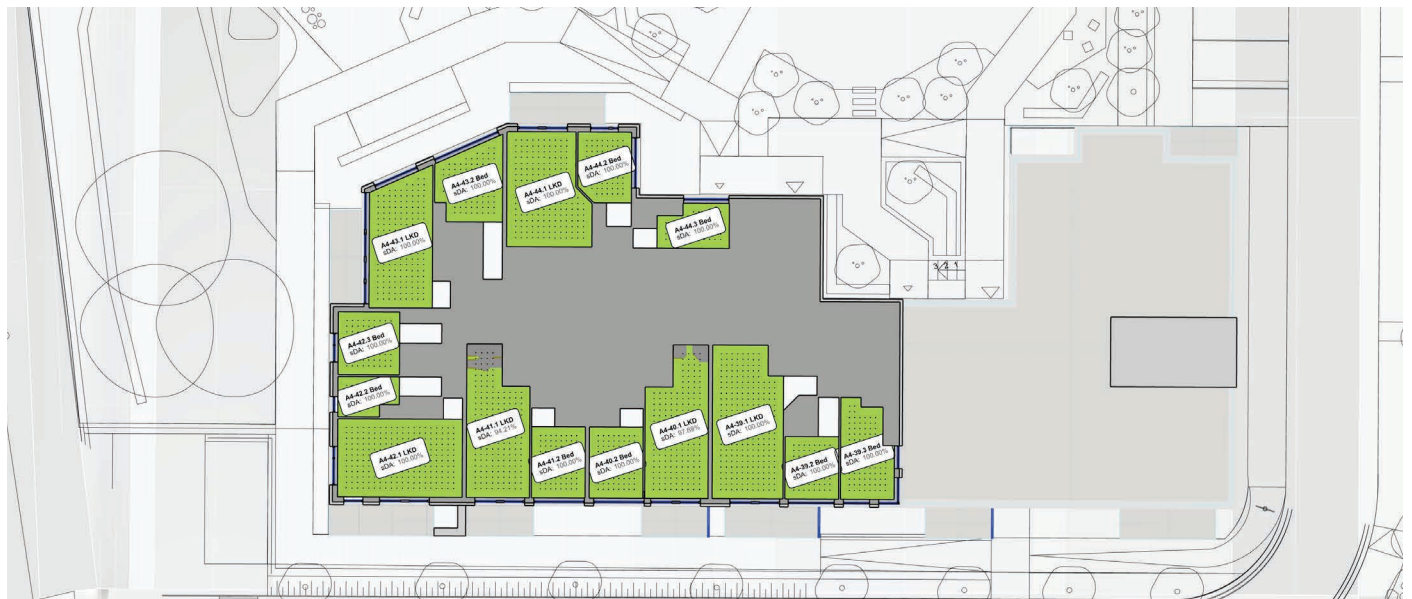 A4-44.2 Bed
sDA: 100.00%
A4-43.2 Bed
sDA: 100.00%
A4-44.1 LKD
sDA: 100.00%
A4-44.3 Bed
sDA: 100.00%
A4-43.1 LKD
sDA: 100.00%
3 2 1
A4-42.3 Bed
sDA: 100.00%
A4-42.2 Bed
sDA: 100.00%
A4-41.1 LKD
sDA: 94.21%
A4-40.1 LKD
sDA: 97.69%
A4-39.1 LKD
sDA: 100.00%
A4-42.1 LKD
sDA: 100.00%
A4-41.2 Bed
sDA: 100.00%
A4-40.2 Bed
sDA: 100.00%
A4-39.2 Bed
sDA: 100.00%
A4-39.3 Bed
sDA: 100.00%